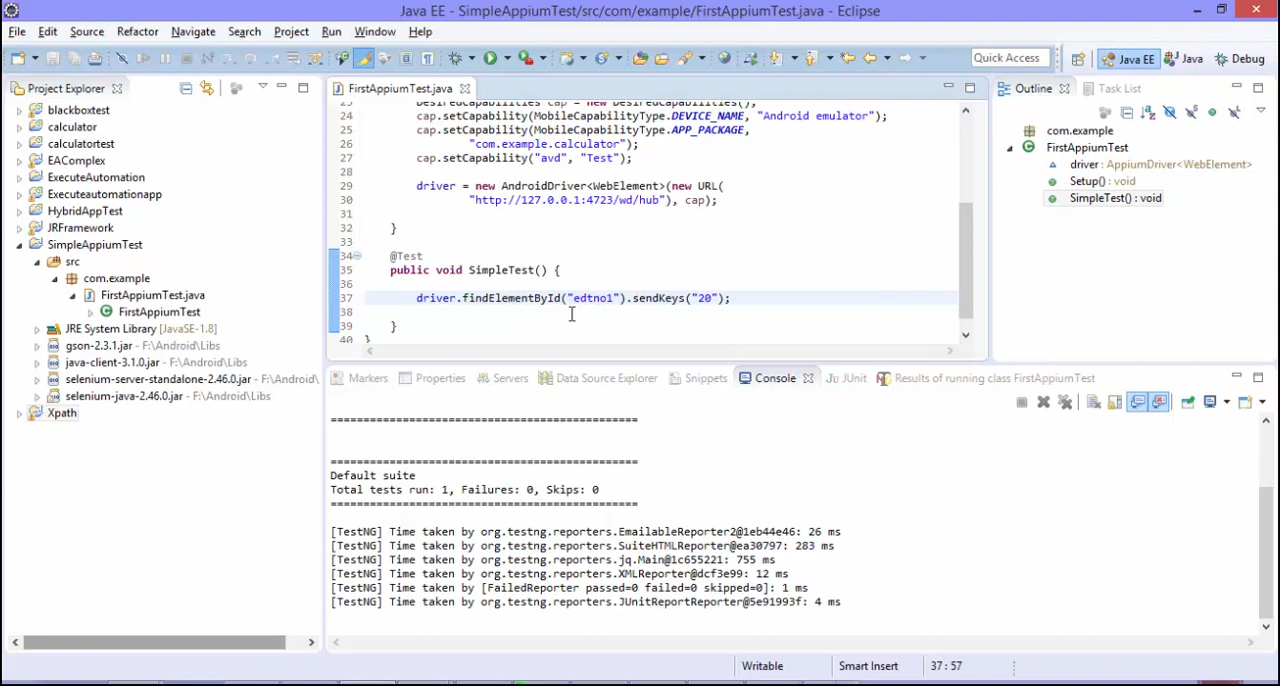 Java EE - SimpleAppiumTest/src/com/example/FirstAppiumTest.java - Eclipse
File Edit Source Refactor Navigate Search Project Run Window Help
Quick Access Java EE Java Debug
Project Explorer
blackboxtest
calculator
calculatortest
EAComplex
ExecuteAutomation
Executeautomationapp
HybridAppTest
JRFramework
SimpleAppiumTest
src
com.example
FirstAppiumTest.java
FirstAppiumTest
JRE System Library [JavaSE-1.8]
gson-2.3.1.jar - F:\Android\Libs
java-client-3.1.0.jar - F:\Android\Libs
selenium-server-standalone-2.46.0.jar - F:\Android\
selenium-java-2.46.0.jar - F:\Android\Libs
Xpath
FirstAppiumTest.java
23 DesiredCapabilities cap = new DesiredCapabilities();
24 cap.setCapability(MobileCapabilityType.DEVICE_NAME, "Android emulator");
25 cap.setCapability(MobileCapabilityType.APP_PACKAGE,
26 "com.example.calculator");
27 cap.setCapability("avd", "Test");
28
29 driver = new AndroidDriver<WebElement>(new URL(
30 "http://127.0.0.1:4723/wd/hub"), cap);
31
32 }
33
34 @Test
35 public void SimpleTest() {
36
37 driver.findElementById("edtno1").sendKeys("20");
38
39 }
40 }
Outline Task List
com.example
FirstAppiumTest
driver : AppiumDriver<WebElement>
Setup() : void
SimpleTest() : void
Markers Properties Servers Data Source Explorer Snippets Console JUnit Results of running class FirstAppiumTest
===============================================
===============================================
Default suite
Total tests run: 1, Failures: 0, Skips: 0
===============================================
[TestNG] Time taken by org.testng.reporters.EmailableReporter2@1eb44e46: 26 ms
[TestNG] Time taken by org.testng.reporters.SuiteHTMLReporter@ea30797: 283 ms
[TestNG] Time taken by org.testng.reporters.jq.Main@1c655221: 755 ms
[TestNG] Time taken by org.testng.reporters.XMLReporter@dcf3e99: 12 ms
[TestNG] Time taken by [FailedReporter passed=0 failed=0 skipped=0]: 1 ms
[TestNG] Time taken by org.testng.reporters.JUnitReportReporter@5e91993f: 4 ms
Writable Smart Insert 37 : 57